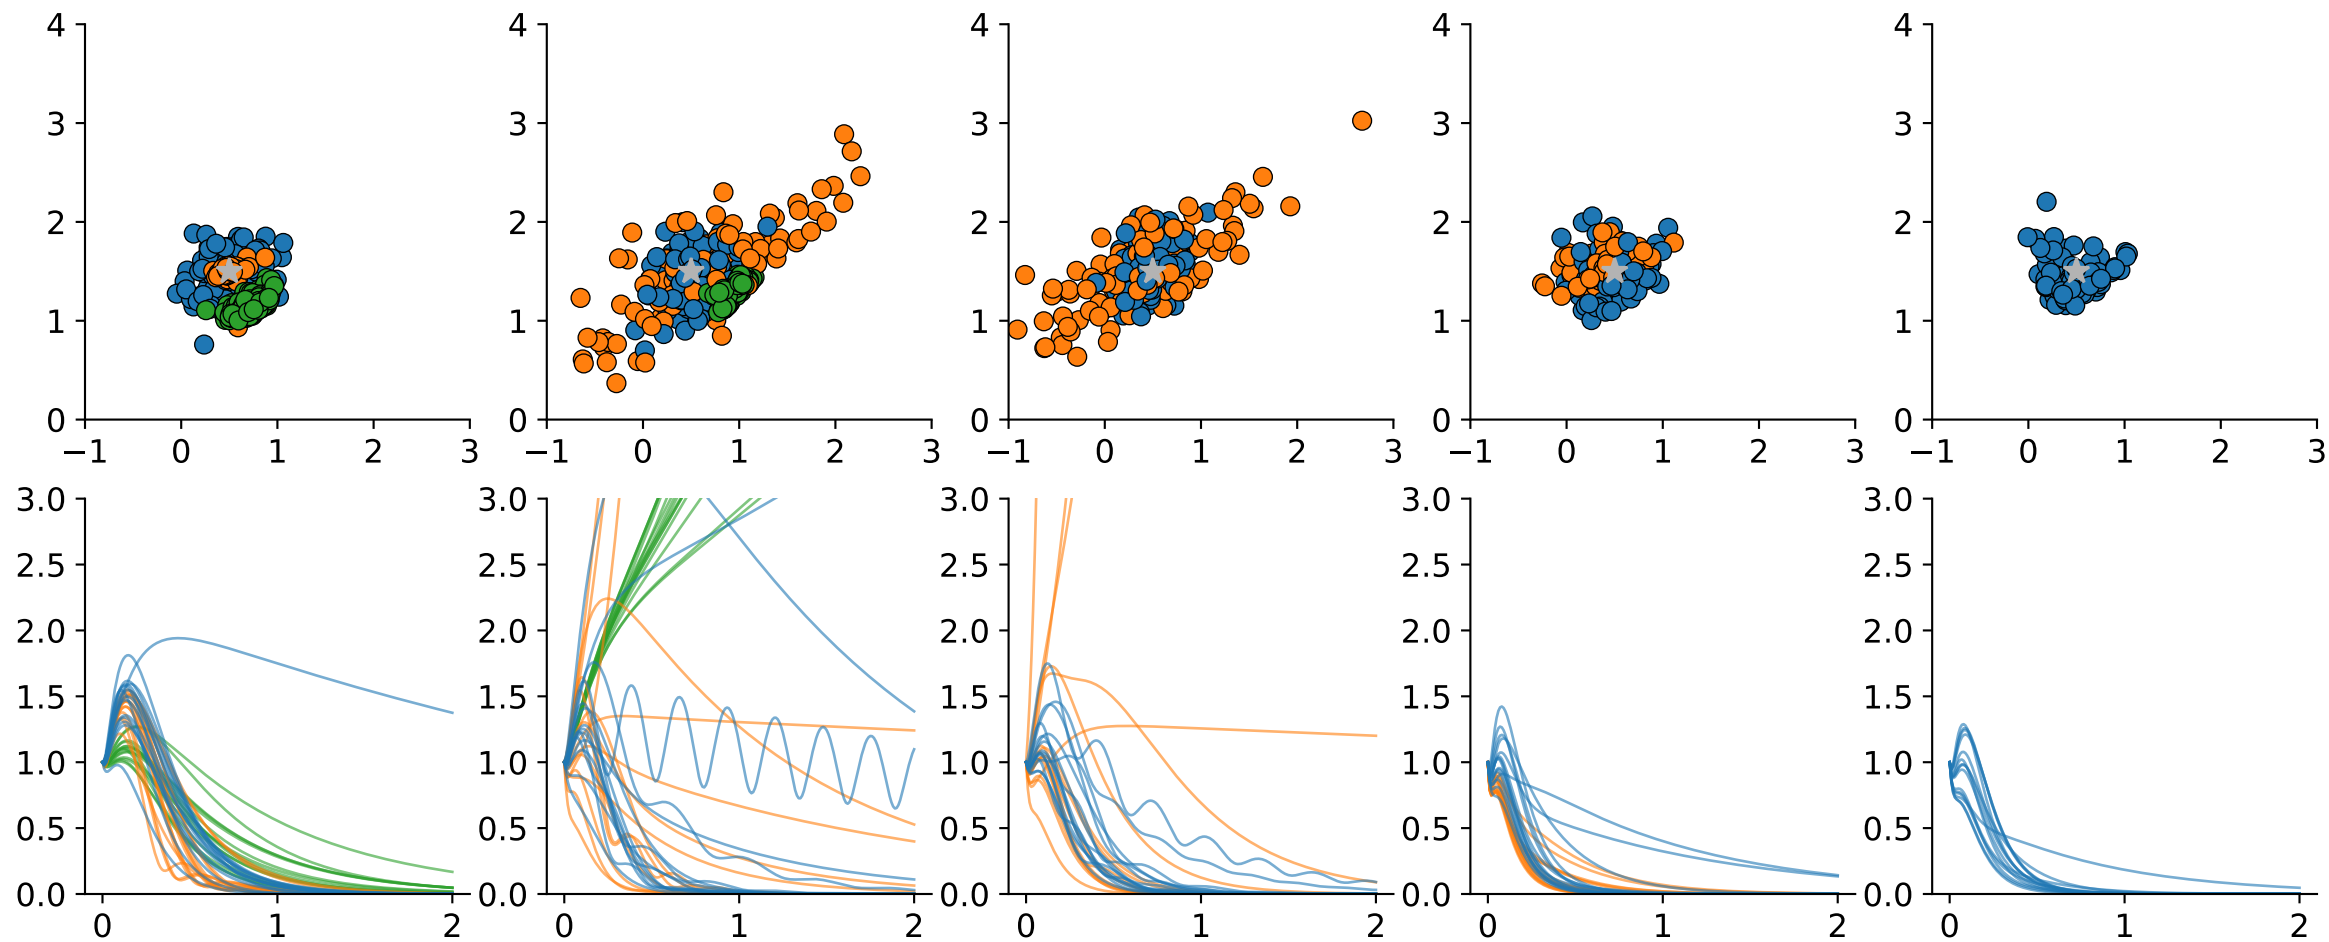 4 4 4 4 4
3 3 3 3 3
2 2 2 2 2
1 1 1 1 1
0 0 0 0 0
−1 0 1 2 3 −1 0 1 2 3 −1 0 1 2 3 −1 0 1 2 3 −1 0 1 2 3
3.0 3.0 3.0 3.0 3.0
2.5 2.5 2.5 2.5 2.5
2.0 2.0 2.0 2.0 2.0
1.5 1.5 1.5 1.5 1.5
1.0 1.0 1.0 1.0 1.0
0.5 0.5 0.5 0.5 0.5
0.0 0.0 0.0 0.0 0.0
0 1 2 0 1 2 0 1 2 0 1 2 0 1 2